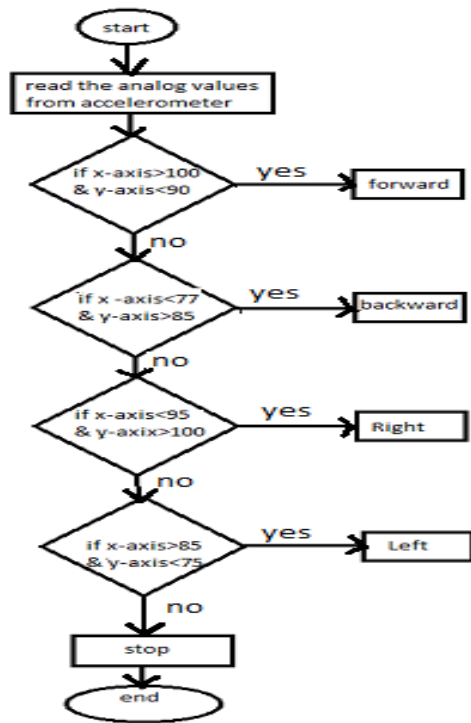 start
read the analog values
from accelerometer
if x-axis>100
& y-axis<90
yes
forward
no
if x -axis<77
& y-axis>85
yes
backward
no
if x-axis<95
& y-axix>100
yes
Right
no
if x-axis>85
& y-axis<75
yes
Left
no
stop
end